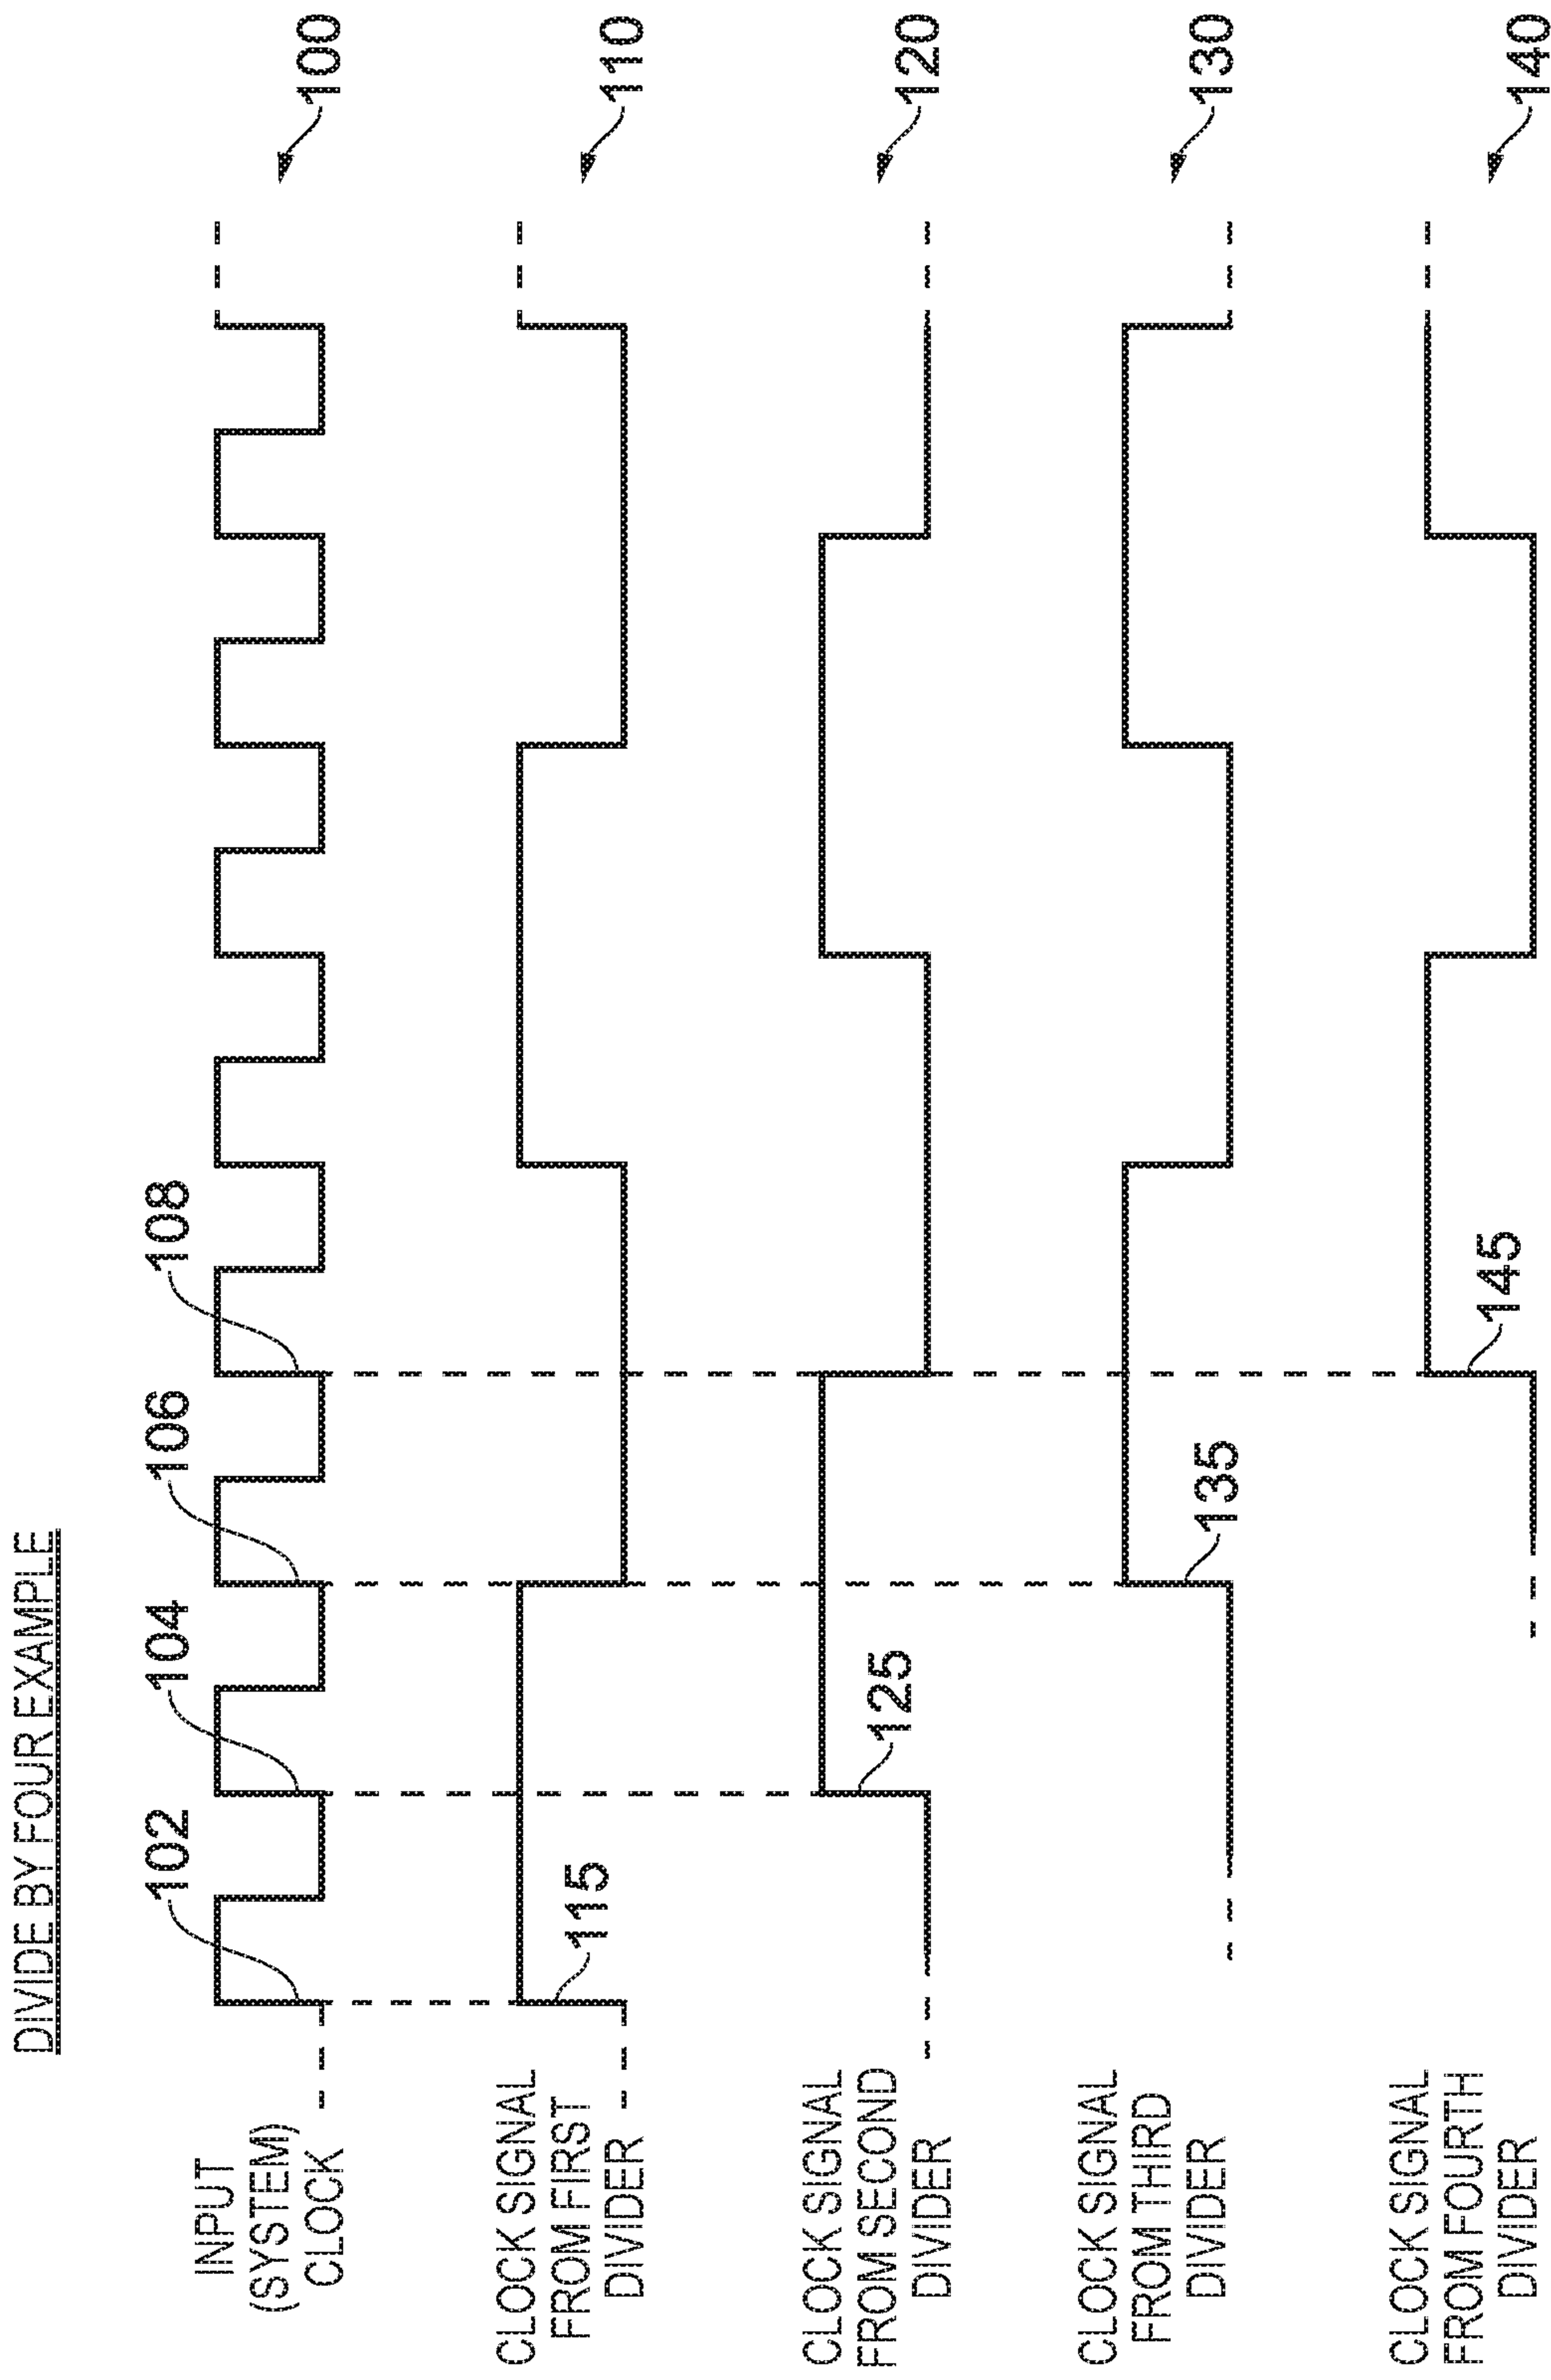 DIVIDE BY FOUR EXAMPLE
INPUT
(SYSTEM)
CLOCK
102
104
106
108
100
CLOCK SIGNAL
FROM FIRST
DIVIDER
115
110
CLOCK SIGNAL
FROM SECOND
DIVIDER
125
120
CLOCK SIGNAL
FROM THIRD
DIVIDER
135
130
CLOCK SIGNAL
FROM FOURTH
DIVIDER
145
140